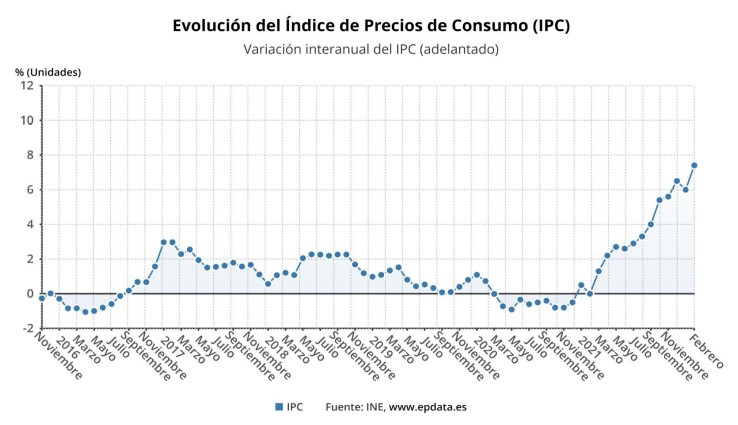 Evolución del Índice de Precios de Consumo (IPC)
Variación interanual del IPC (adelantado)
% (Unidades)
12
10
8
6
4
2
0
-2
Noviembre
2016
Marzo
Mayo
Julio
Septiembre
Noviembre
2017
Marzo
Mayo
Julio
Septiembre
Noviembre
2018
Marzo
Mayo
Julio
Septiembre
Noviembre
2019
Marzo
Mayo
Julio
Septiembre
Noviembre
2020
Marzo
Mayo
Julio
Septiembre
Noviembre
2021
Marzo
Mayo
Julio
Septiembre
Noviembre
Febrero
IPC Fuente: INE, www.epdata.es